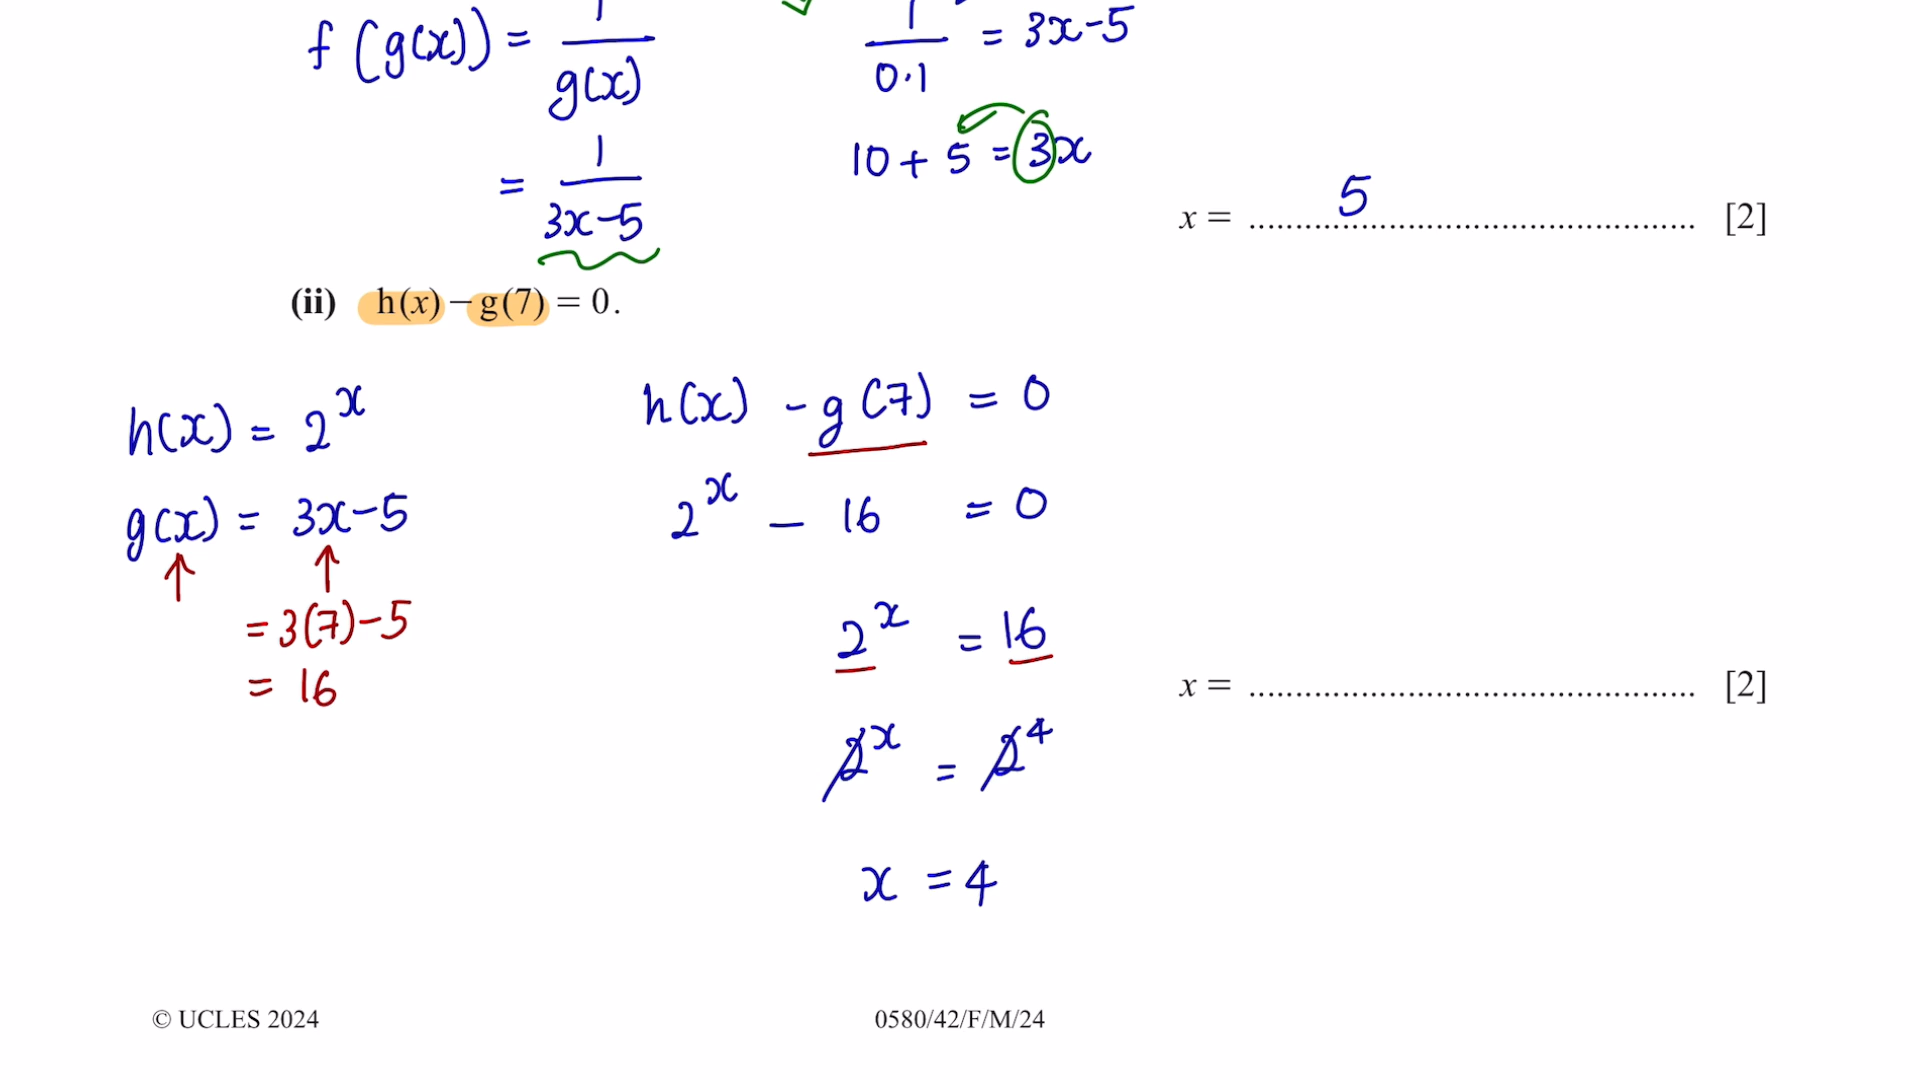 f(g(x)) = 1/g(x)
= 1/(3x-5)
1/0.1 = 3x-5
10 + 5 = 3x
x = 5 [2]
(ii) h(x) – g(7) = 0.
h(x) = 2^x
g(x) = 3x-5
= 3(7)-5
= 16
h(x) - g(7) = 0
2^x - 16 = 0
2^x = 16
2^x = 2^4
x = 4
x = ................................................ [2]
© UCLES 2024
0580/42/F/M/24